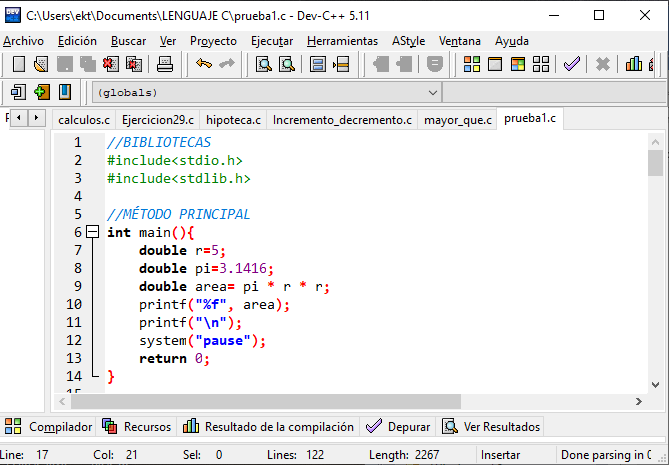 C:\Users\ekt\Documents\LENGUAJE C\prueba1.c - Dev-C++ 5.11
Archivo Edición Buscar Ver Proyecto Ejecutar Herramientas AStyle Ventana Ayuda
(globals)
calculos.c Ejercicion29.c hipoteca.c Incremento_decremento.c mayor_que.c prueba1.c
1 //BIBLIOTECAS
2 #include<stdio.h>
3 #include<stdlib.h>
4
5 //MÉTODO PRINCIPAL
6 int main(){
7 double r=5;
8 double pi=3.1416;
9 double area= pi * r * r;
10 printf("%f", area);
11 printf("\n");
12 system("pause");
13 return 0;
14 }
Compilador Recursos Resultado de la compilación Depurar Ver Resultados
Line: 17 Col: 21 Sel: 0 Lines: 122 Length: 2267 Insertar Done parsing in 0